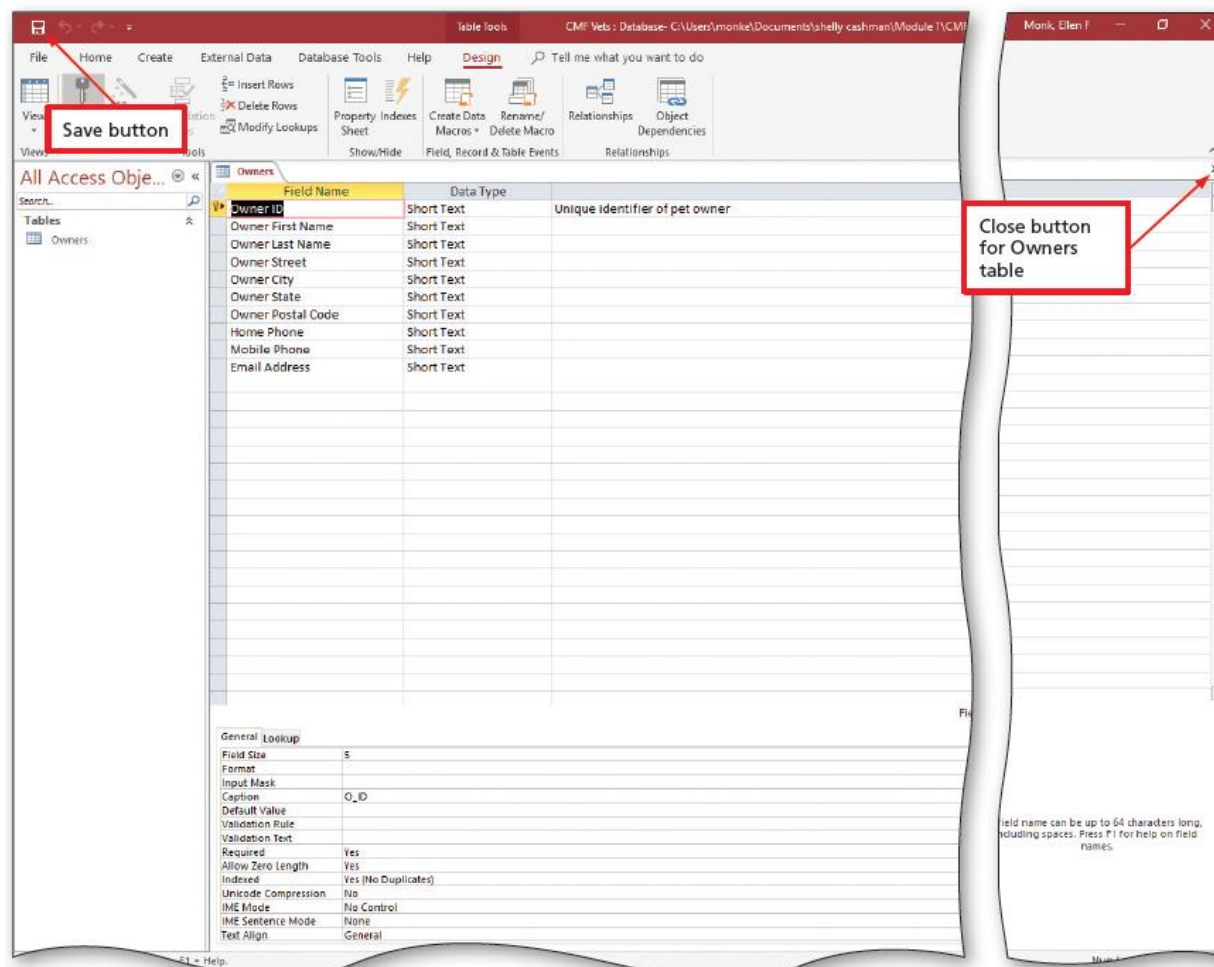 Table Tools CMF Vets : Database- C:\Users\monke\Documents\shelly cashman\Module 1\CMF Monk, Ellen F
File Home Create External Data Database Tools Help Design Tell me what you want to do
Insert Rows
Delete Rows
Modify Lookups
View
Save button
Property Sheet
Indexes
Create Data Macros
Rename/ Delete Macro
Relationships
Object Dependencies
Views Tools Show/Hide Field, Record & Table Events Relationships
All Access Obje...
Search...
Tables
Owners
Owners
Field Name Data Type
Owner ID Short Text Unique identifier of pet owner
Owner First Name Short Text
Owner Last Name Short Text
Owner Street Short Text
Owner City Short Text
Owner State Short Text
Owner Postal Code Short Text
Home Phone Short Text
Mobile Phone Short Text
Email Address Short Text
Close button
for Owners
table
General Lookup
Field Size 5
Format
Input Mask
Caption O_ID
Default Value
Validation Rule
Validation Text
Required Yes
Allow Zero Length Yes
Indexed Yes (No Duplicates)
Unicode Compression No
IME Mode No Control
IME Sentence Mode None
Text Align General
field name can be up to 64 characters long,
including spaces. Press F1 for help on field
names.
F1 = Help.